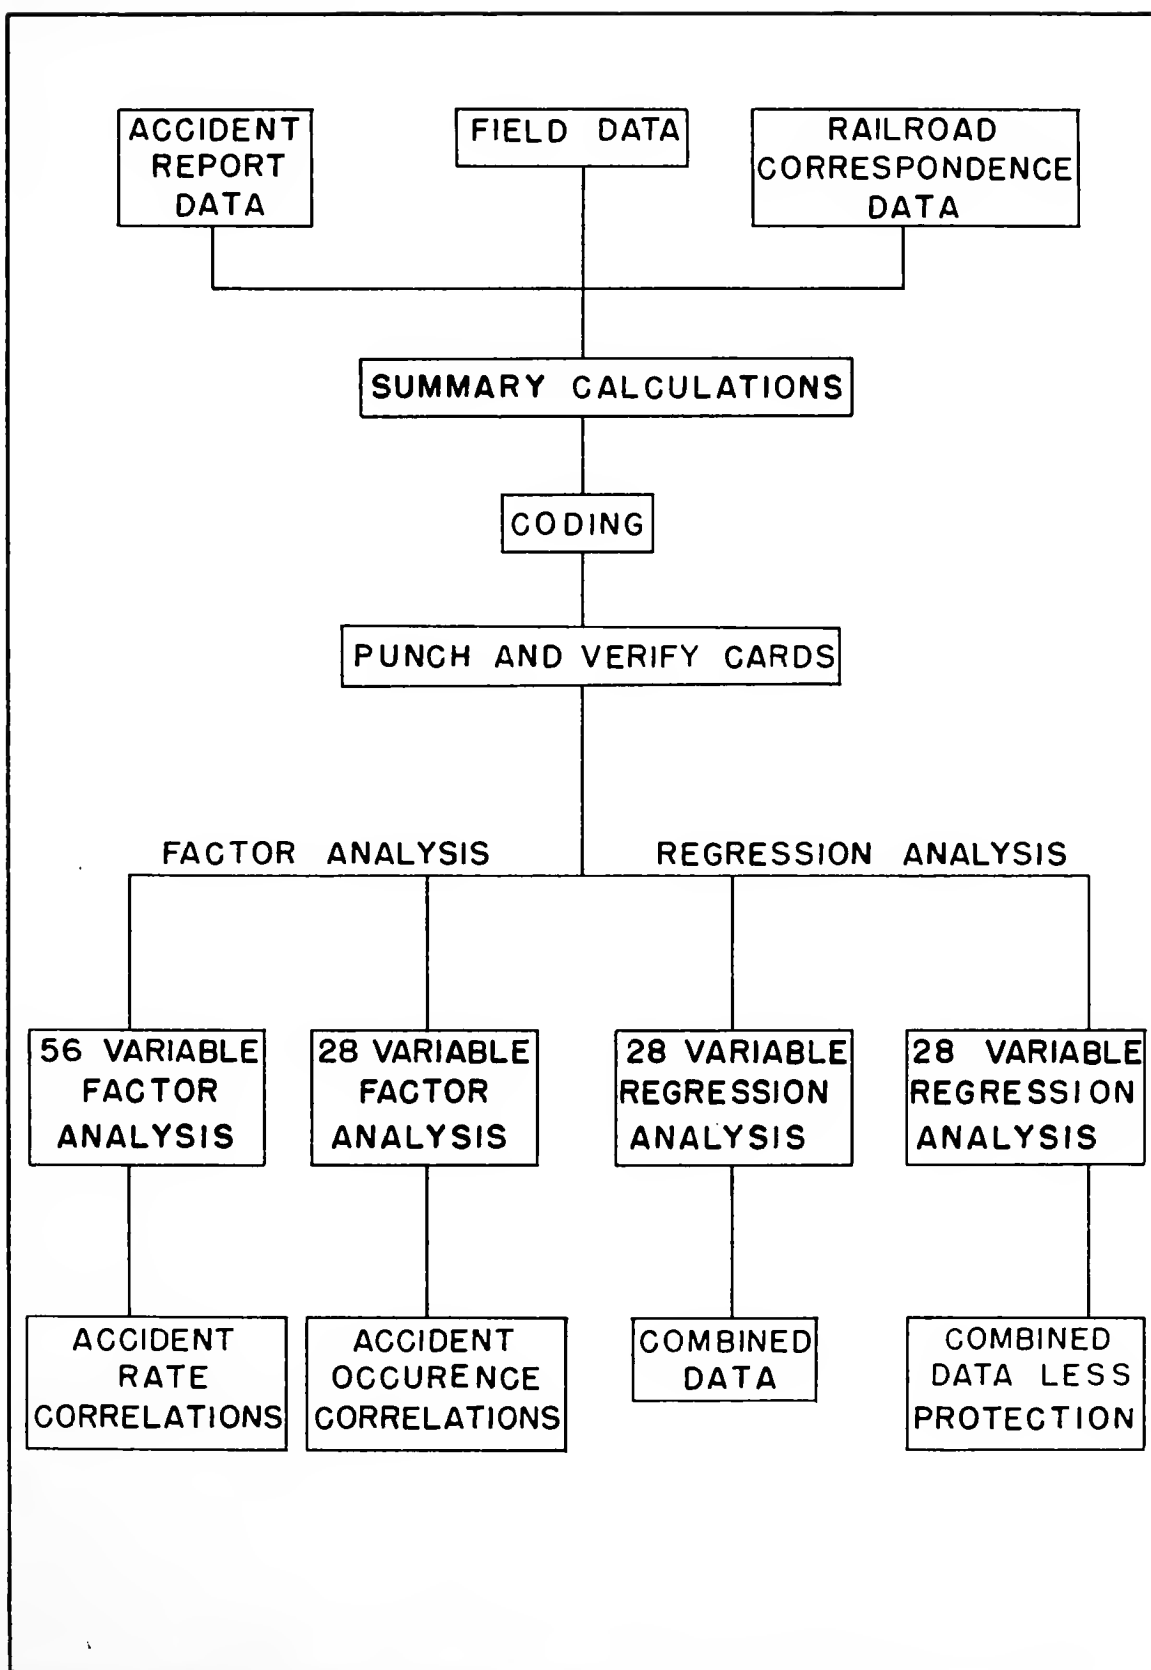 ACCIDENT
REPORT
DATA
FIELD DATA
RAILROAD
CORRESPONDENCE
DATA
SUMMARY CALCULATIONS
CODING
PUNCH AND VERIFY CARDS
FACTOR ANALYSIS
REGRESSION ANALYSIS
56 VARIABLE
FACTOR
ANALYSIS
28 VARIABLE
FACTOR
ANALYSIS
28 VARIABLE
REGRESSION
ANALYSIS
28 VARIABLE
REGRESSION
ANALYSIS
ACCIDENT
RATE
CORRELATIONS
ACCIDENT
OCCURENCE
CORRELATIONS
COMBINED
DATA
COMBINED
DATA LESS
PROTECTION